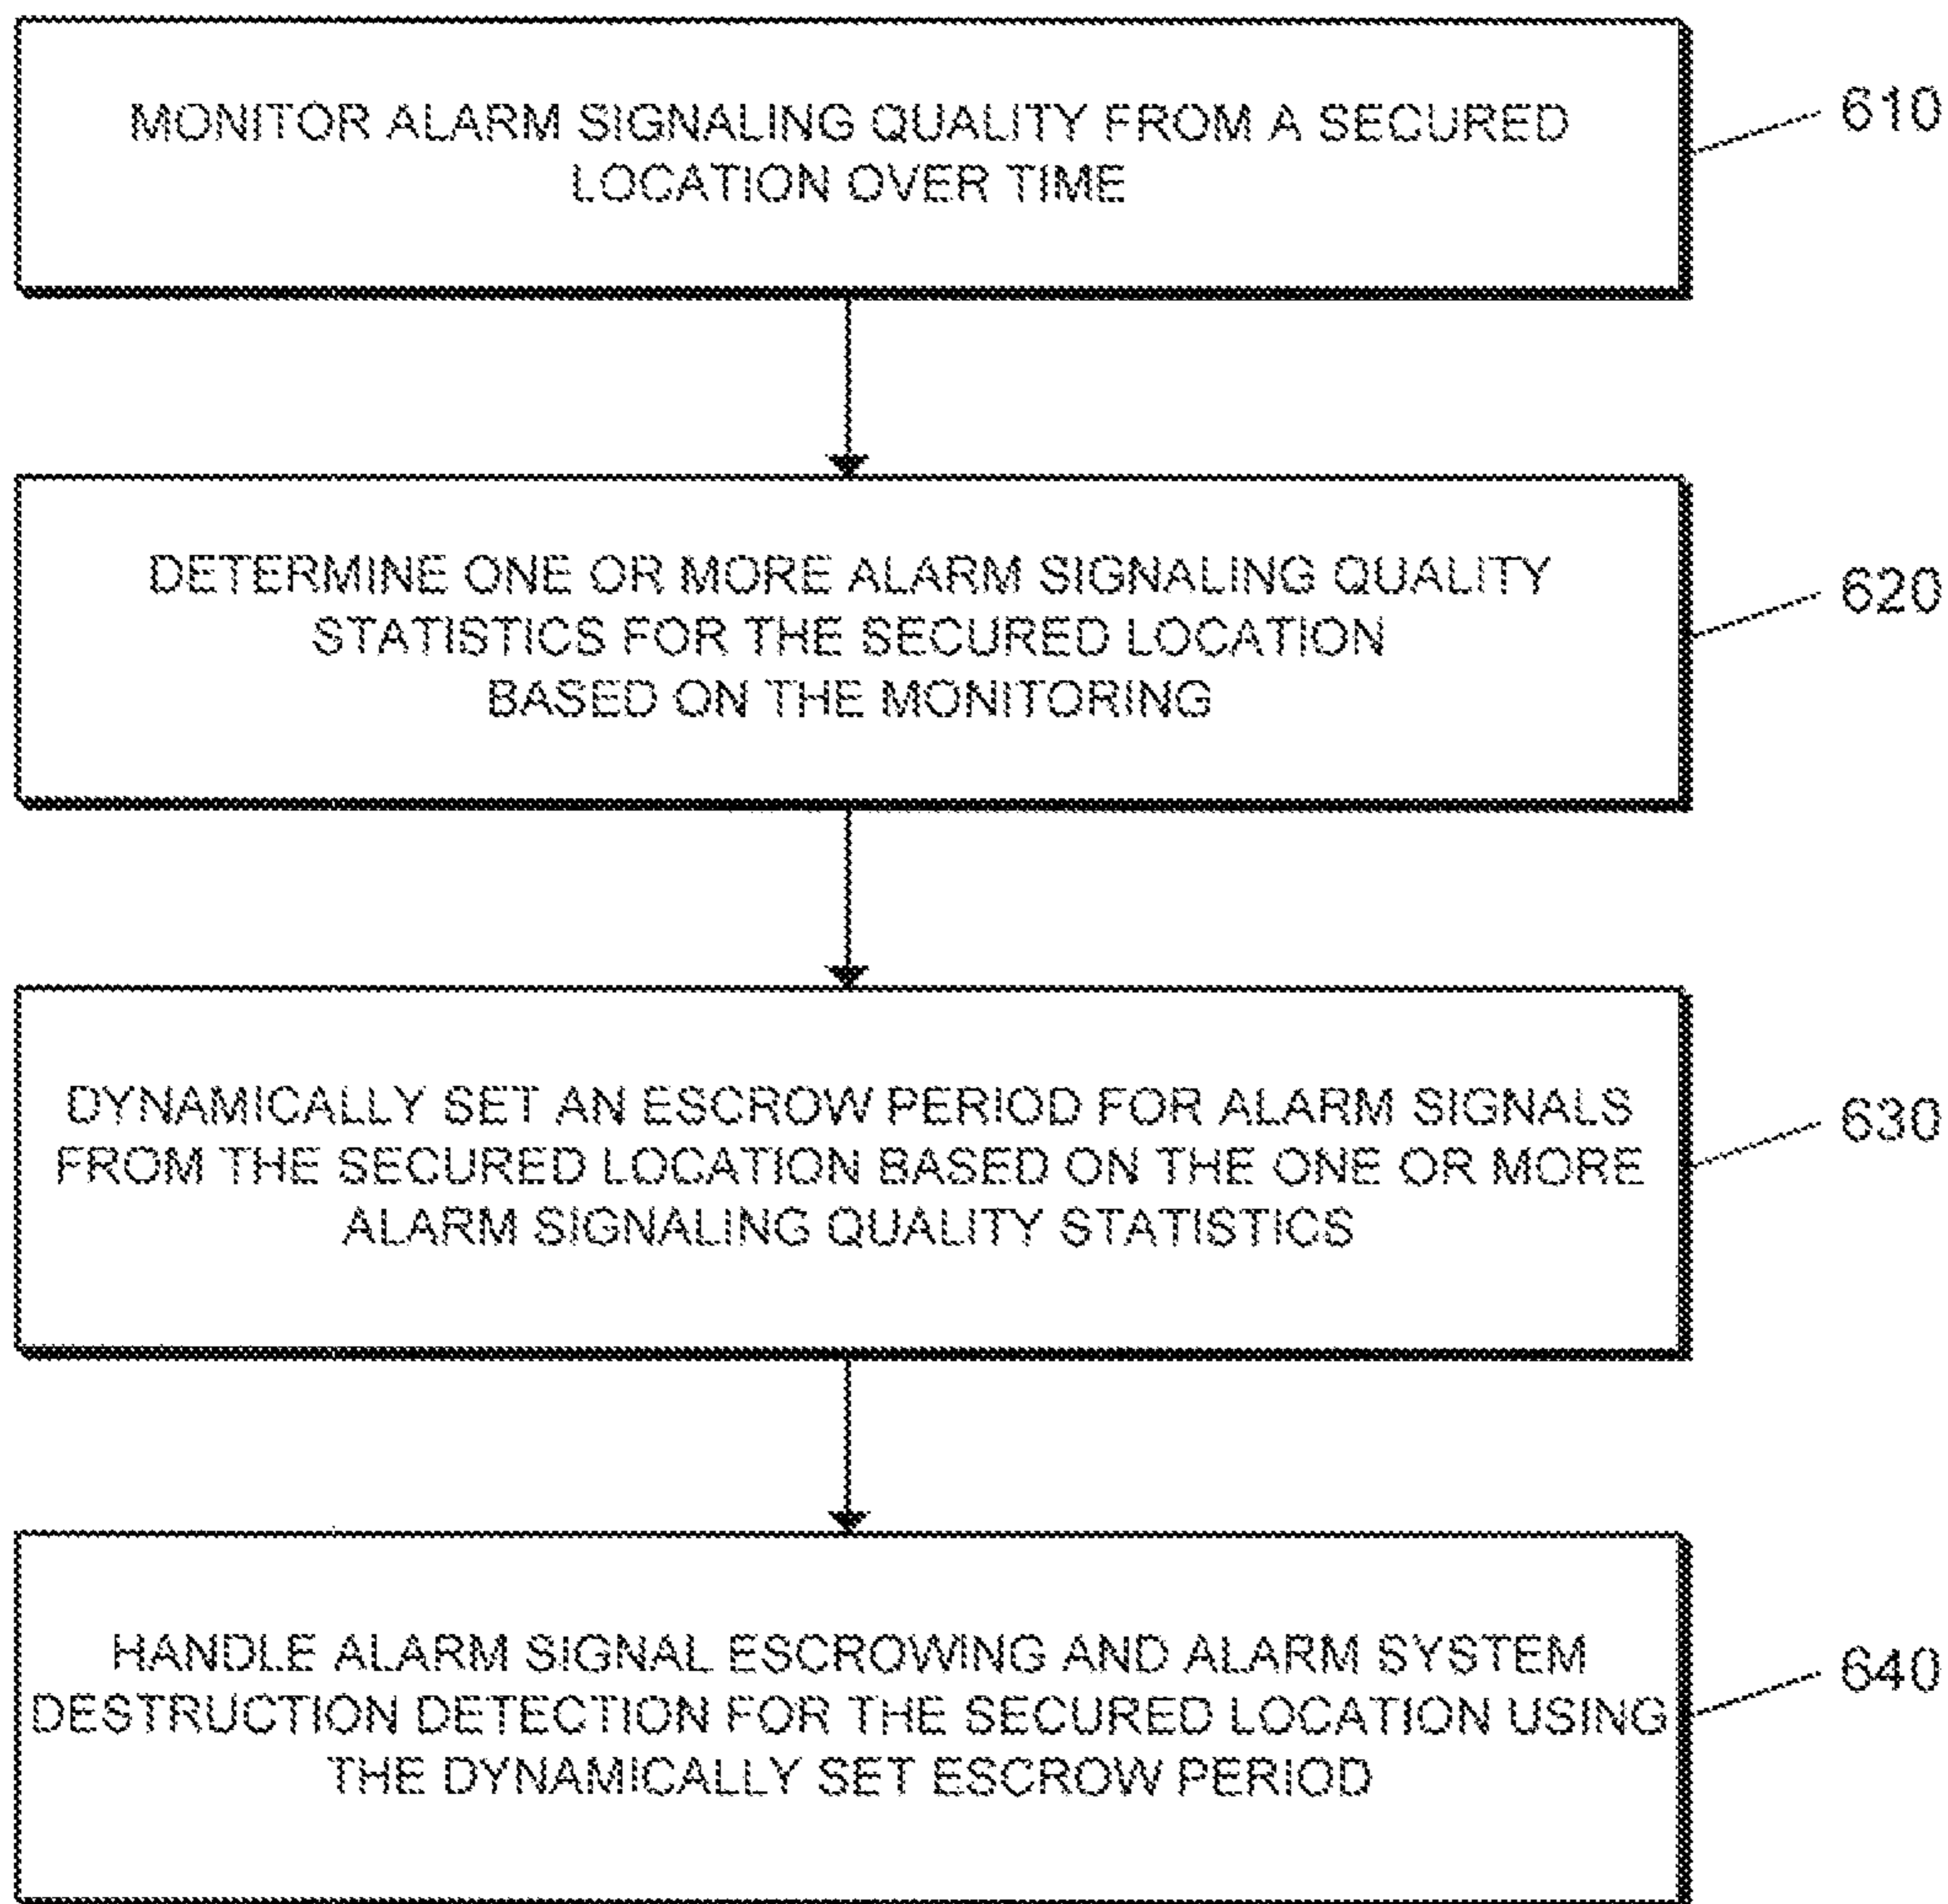 MONITOR ALARM SIGNALING QUALITY FROM A SECURED
LOCATION OVER TIME
610
DETERMINE ONE OR MORE ALARM SIGNALING QUALITY
STATISTICS FOR THE SECURED LOCATION
BASED ON THE MONITORING
620
DYNAMICALLY SET AN ESCROW PERIOD FOR ALARM SIGNALS
FROM THE SECURED LOCATION BASED ON THE ONE OR MORE
ALARM SIGNALING QUALITY STATISTICS
630
HANDLE ALARM SIGNAL ESCROWING AND ALARM SYSTEM
DESTRUCTION DETECTION FOR THE SECURED LOCATION USING
THE DYNAMICALLY SET ESCROW PERIOD
640